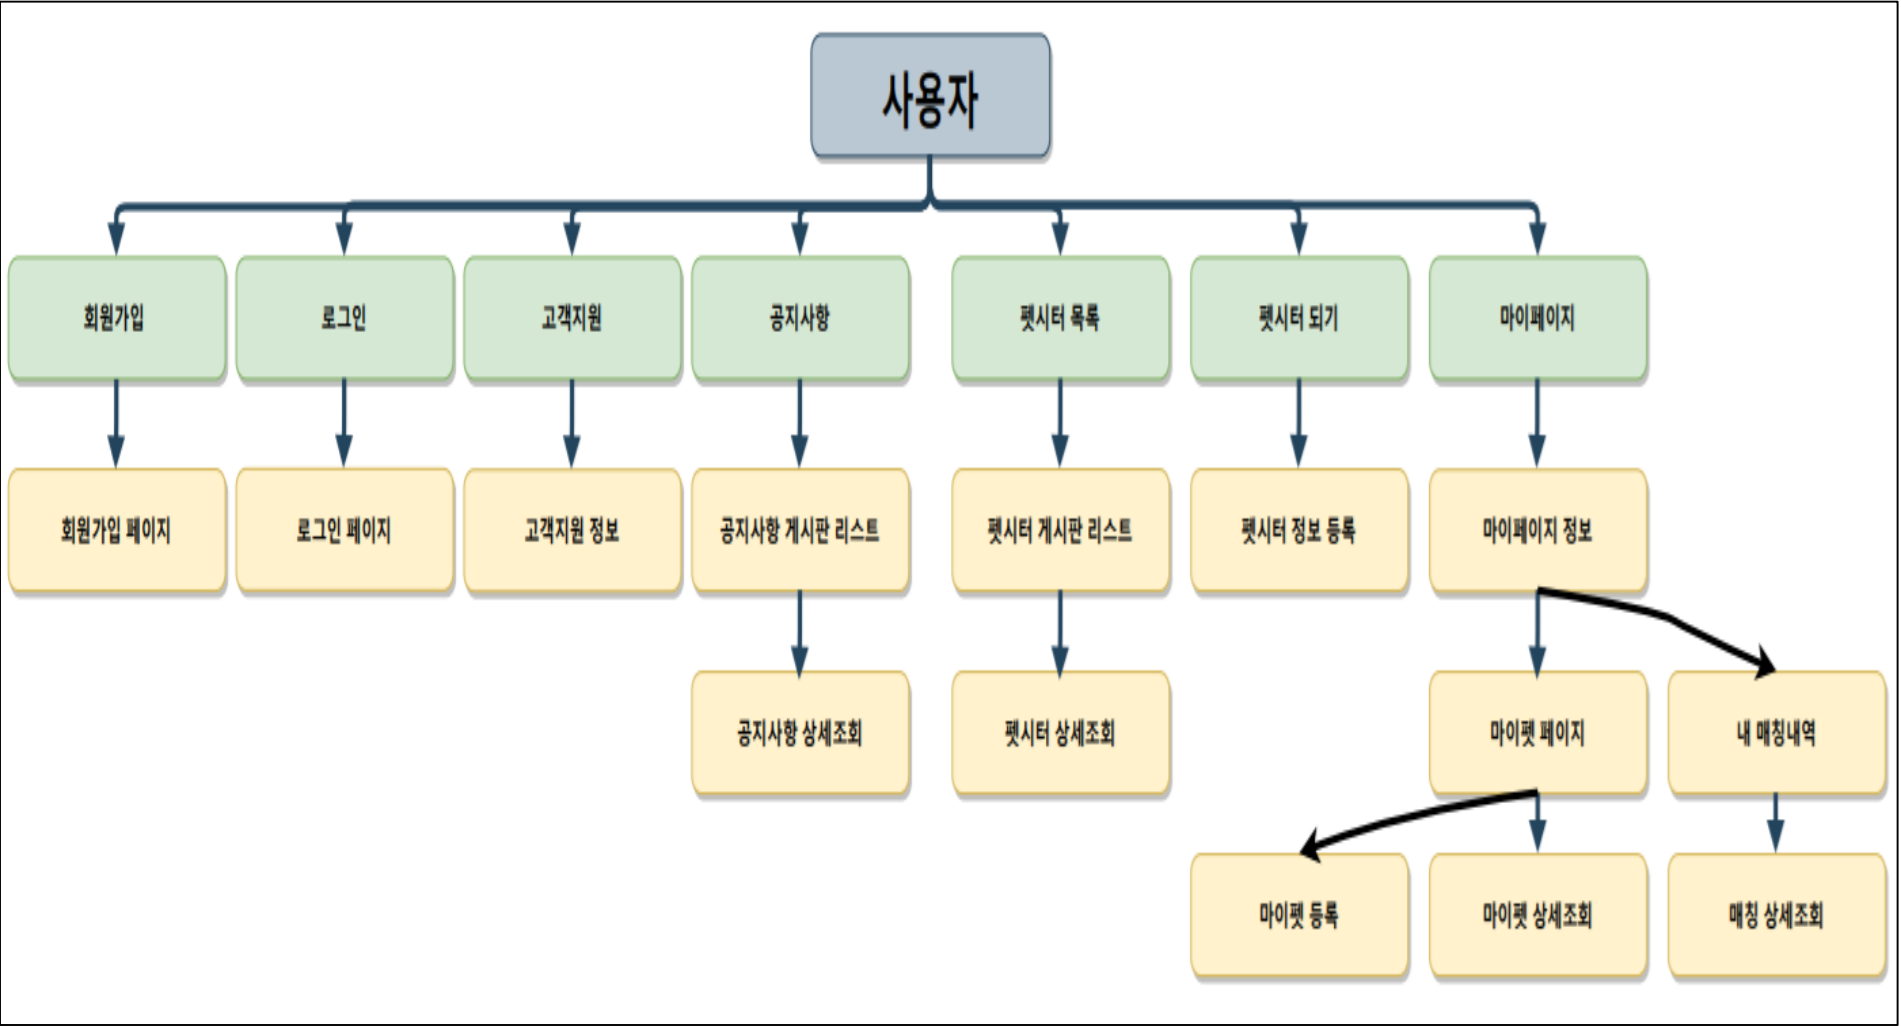 사용자
회원가입
로그인
고객지원
공지사항
펫시터 목록
펫시터 되기
마이페이지
회원가입 페이지
로그인 페이지
고객지원 정보
공지사항 게시판 리스트
펫시터 게시판 리스트
펫시터 정보 등록
마이페이지 정보
공지사항 상세조회
펫시터 상세조회
마이펫 페이지
내 매칭내역
마이펫 등록
마이펫 상세조회
매칭 상세조회